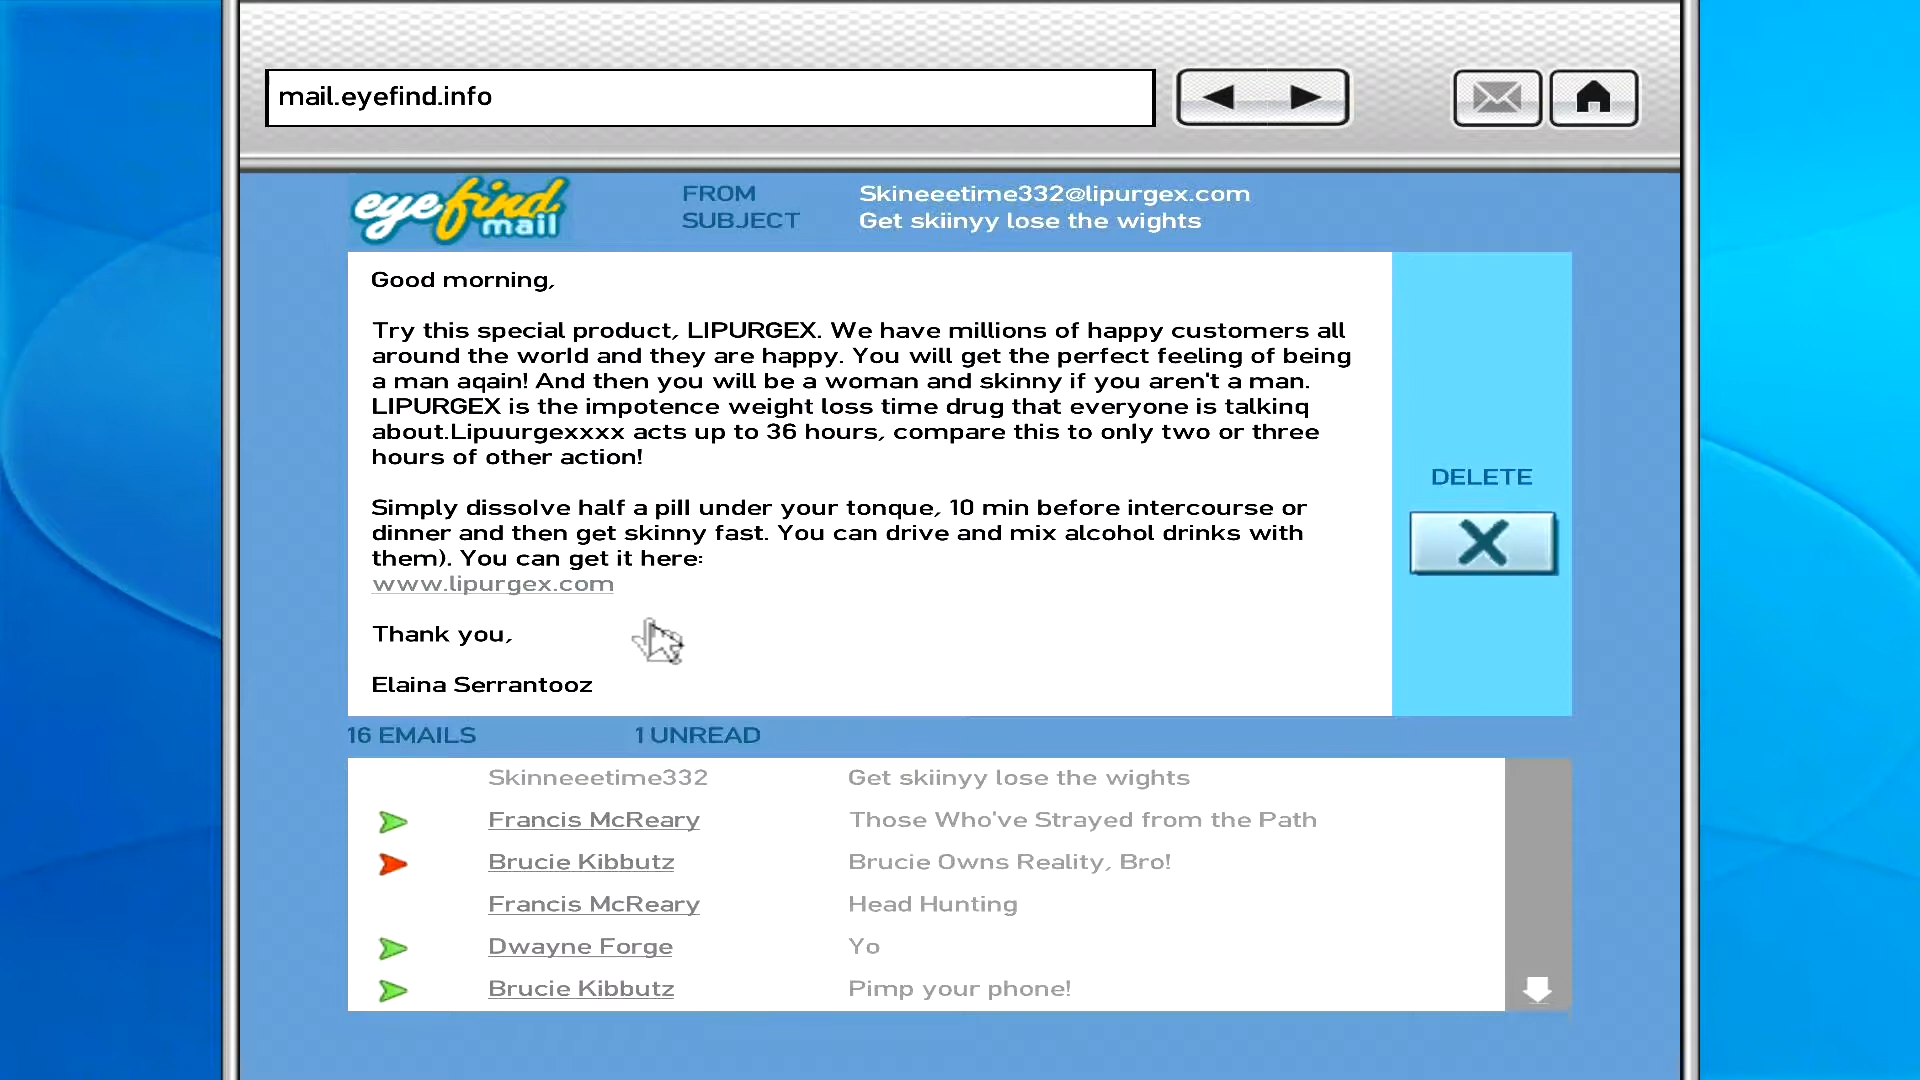 mail.eyefind.info
eyefind
mail
FROM Skineeetime332@lipurgex.com
SUBJECT Get skiinyy lose the wights
Good morning,
Try this special product, LIPURGEX. We have millions of happy customers all
around the world and they are happy. You will get the perfect feeling of being
a man aqain! And then you will be a woman and skinny if you aren't a man.
LIPURGEX is the impotence weight loss time drug that everyone is talkinq
about.Lipuurgexxxx acts up to 36 hours, compare this to only two or three
hours of other action!
Simply dissolve half a pill under your tonque, 10 min before intercourse or
dinner and then get skinny fast. You can drive and mix alcohol drinks with
them). You can get it here:
www.lipurgex.com
Thank you,
Elaina Serrantooz
DELETE
16 EMAILS 1 UNREAD
Skinneeetime332 Get skiinyy lose the wights
Francis McReary Those Who've Strayed from the Path
Brucie Kibbutz Brucie Owns Reality, Bro!
Francis McReary Head Hunting
Dwayne Forge Yo
Brucie Kibbutz Pimp your phone!